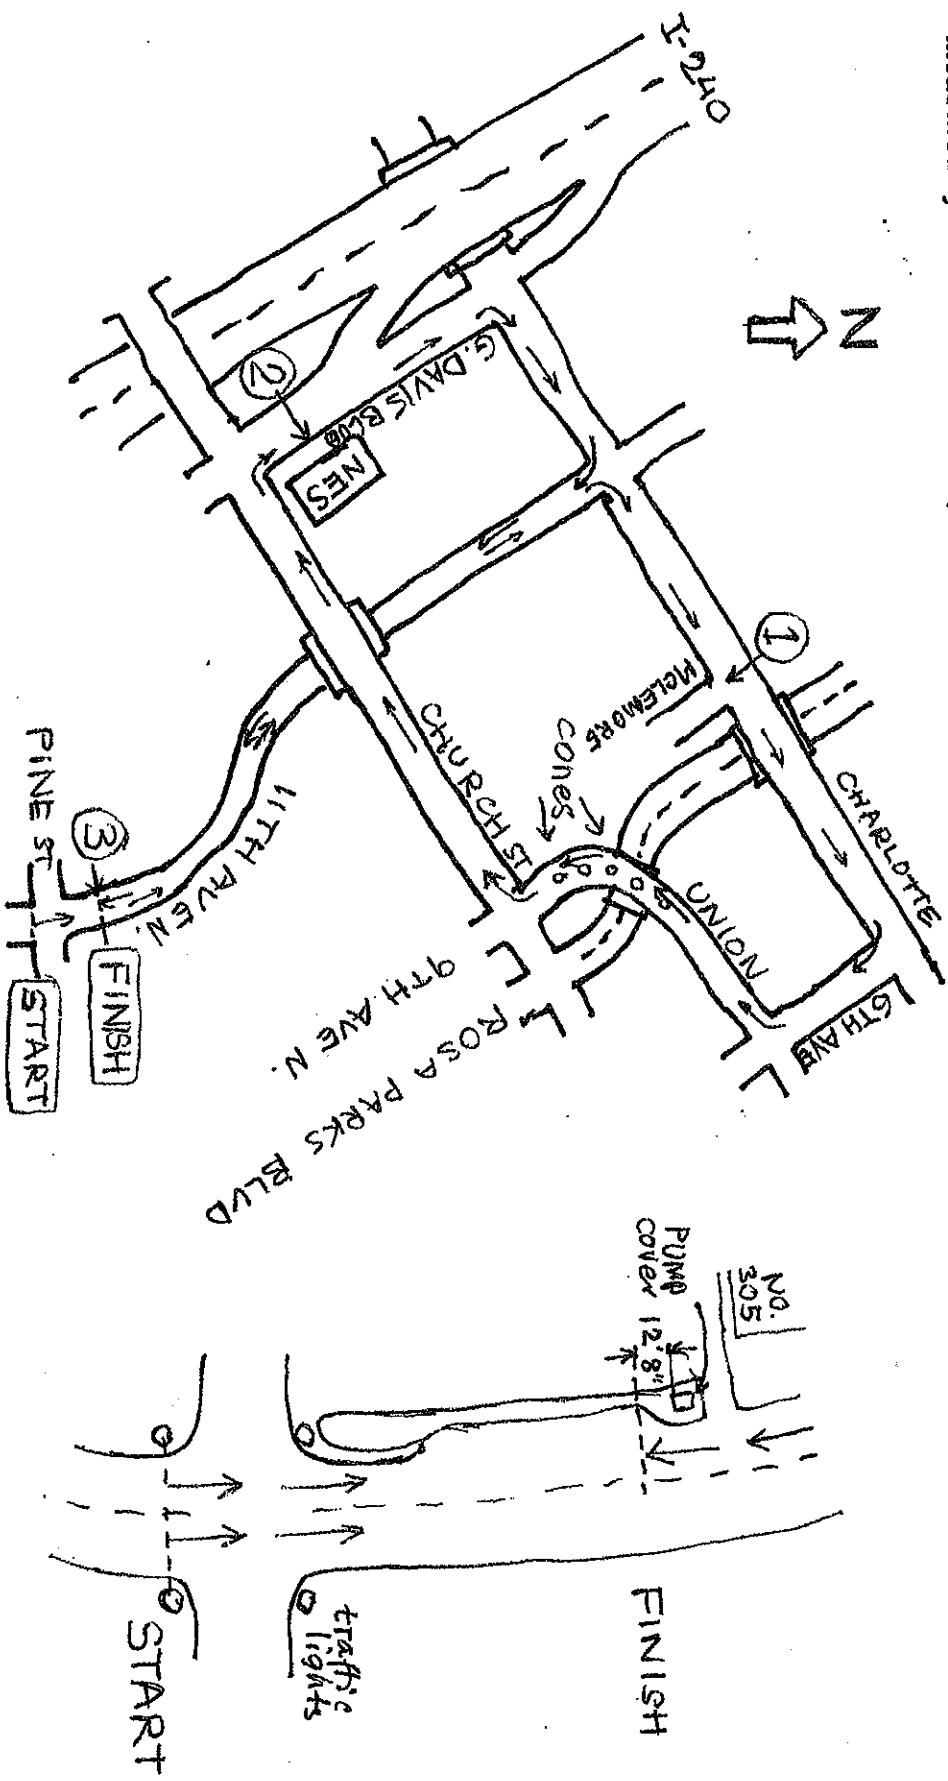 I-240
N
2
G. DAVIS BLVD
NES
1
MCLEMORE
CHARLOTTE
cones
CHURCH ST
UNION
6TH AVE
11TH AVE N.
PINE ST
3
FINISH
START
9TH AVE N.
ROSA PARKS BLVD
NO.
305
PUMP
cover
12'8"
FINISH
traffic
lights
START